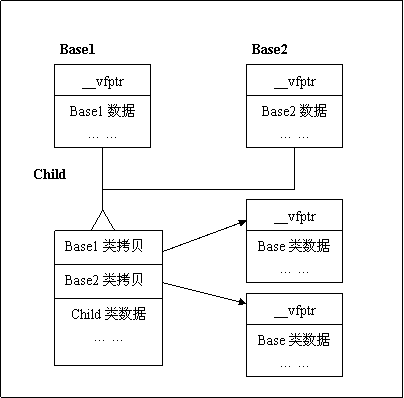 Base1
Base2
__vfptr
__vfptr
Base1 数据
Base2 数据
… …
… …
Child
__vfptr
Base1 类拷贝
Base 类数据
… …
Base2 类拷贝
Child 类数据
__vfptr
… …
Base 类数据
… …